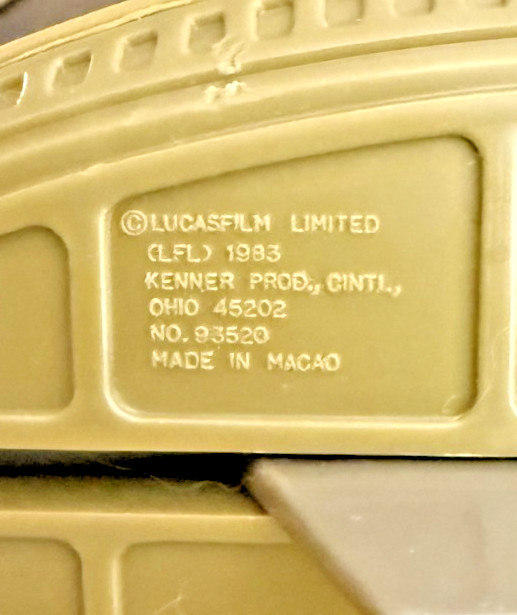 ©LUCASFILM LIMITED
(LFL) 1983
KENNER PROD., CINTI.,
OHIO 45202
NO. 93520
MADE IN MACAO